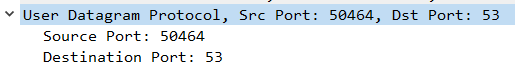 User Datagram Protocol, Src Port: 50464, Dst Port: 53
Source Port: 50464
Destination Port: 53